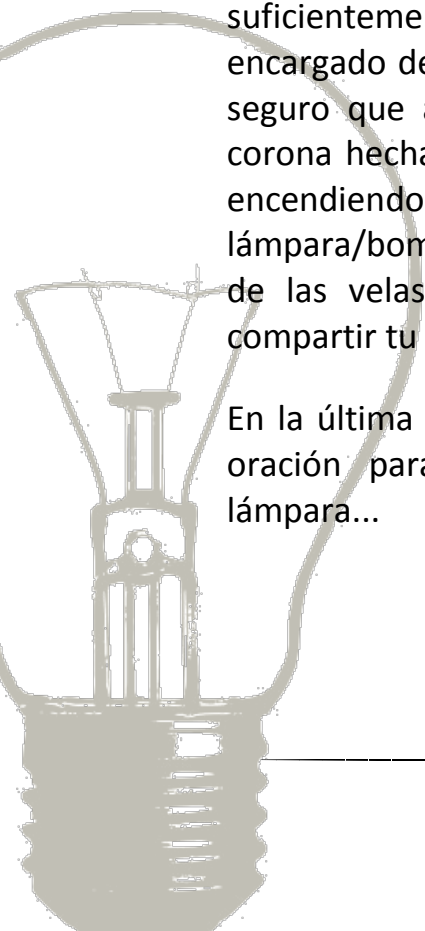 suficienteme
encargado de
seguro que a
corona hecha
encendiendo
lámpara/bom
de las velas
compartir tu
En la última
oración para
lámpara...